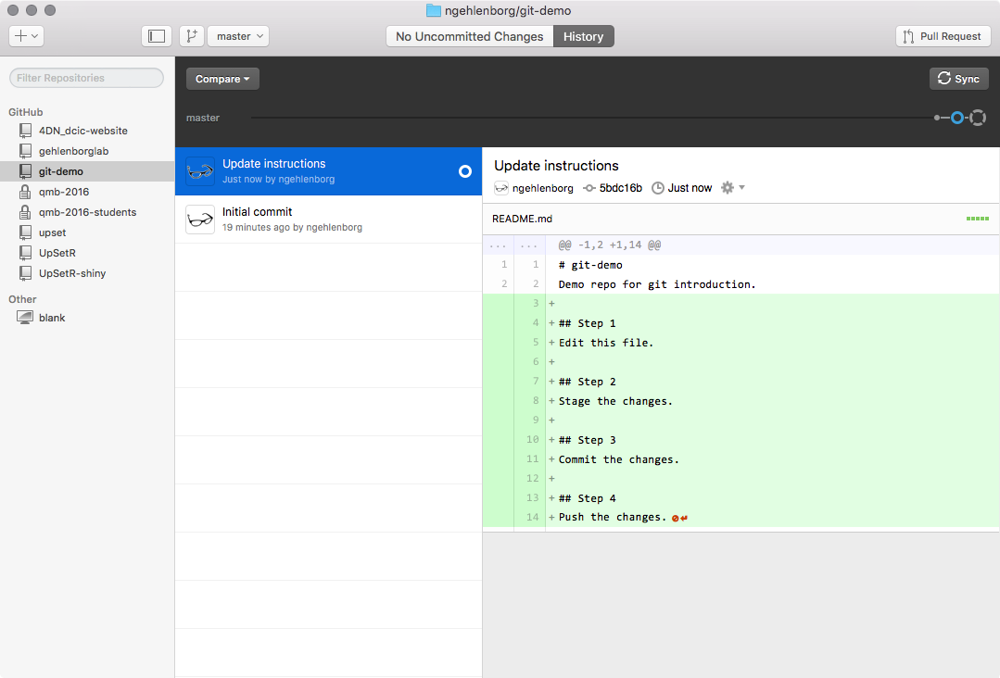 ngehlenborg/git-demo
master
No Uncommitted Changes
History
Pull Request
Filter Repositories
GitHub
4DN_dcic-website
gehlenborglab
git-demo
qmb-2016
qmb-2016-students
upset
UpSetR
UpSetR-shiny
Other
blank
Compare
Sync
master
Update instructions
Just now by ngehlenborg
Initial commit
19 minutes ago by ngehlenborg
Update instructions
ngehlenborg 5bdc16b Just now
README.md
... ... @@ -1,2 +1,14 @@
1 1 # git-demo
2 2 Demo repo for git introduction.
3 +
4 + ## Step 1
5 + Edit this file.
6 +
7 + ## Step 2
8 + Stage the changes.
9 +
10 + ## Step 3
11 + Commit the changes.
12 +
13 + ## Step 4
14 + Push the changes.